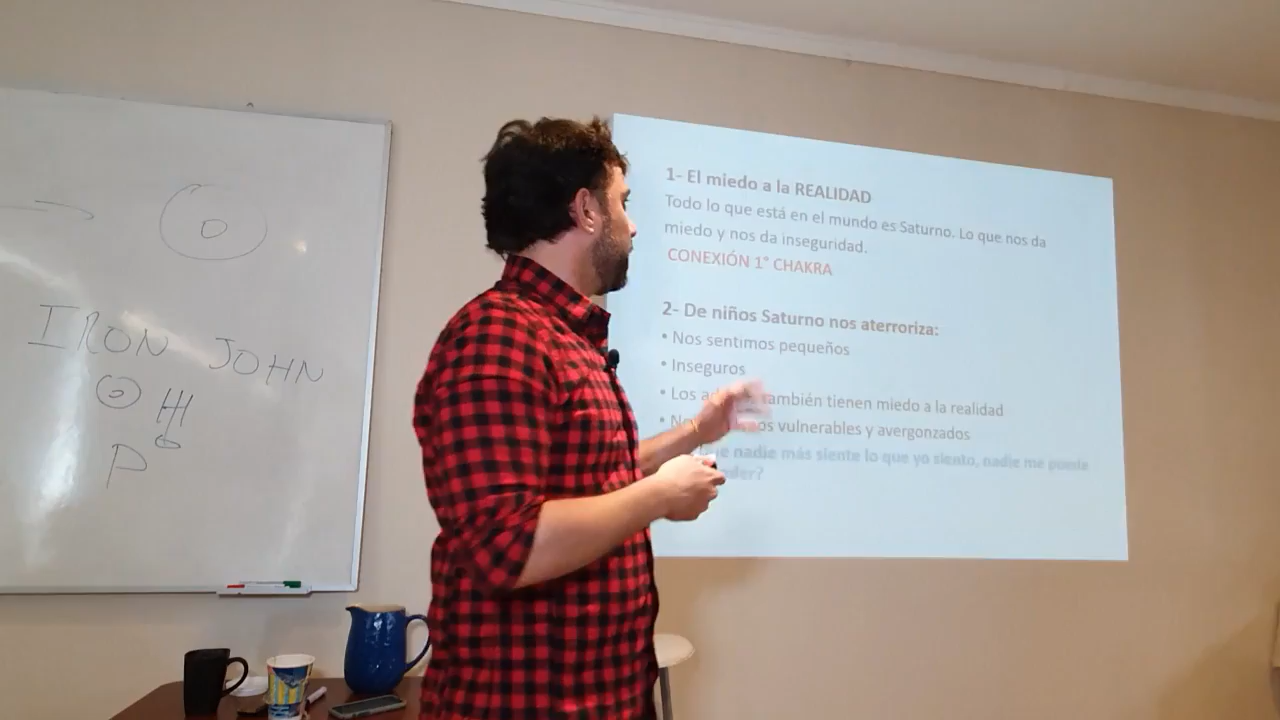 IRON JOHN
P
1- El miedo a la REALIDAD
Todo lo que está en el mundo es Saturno. Lo que nos da
miedo y nos da inseguridad.
CONEXIÓN 1° CHAKRA
2- De niños Saturno nos aterroriza:
• Nos sentimos pequeños
• Inseguros
• Los también tienen miedo a la realidad
• vulnerables y avergonzados
nadie más siente lo que yo siento, nadie me puede